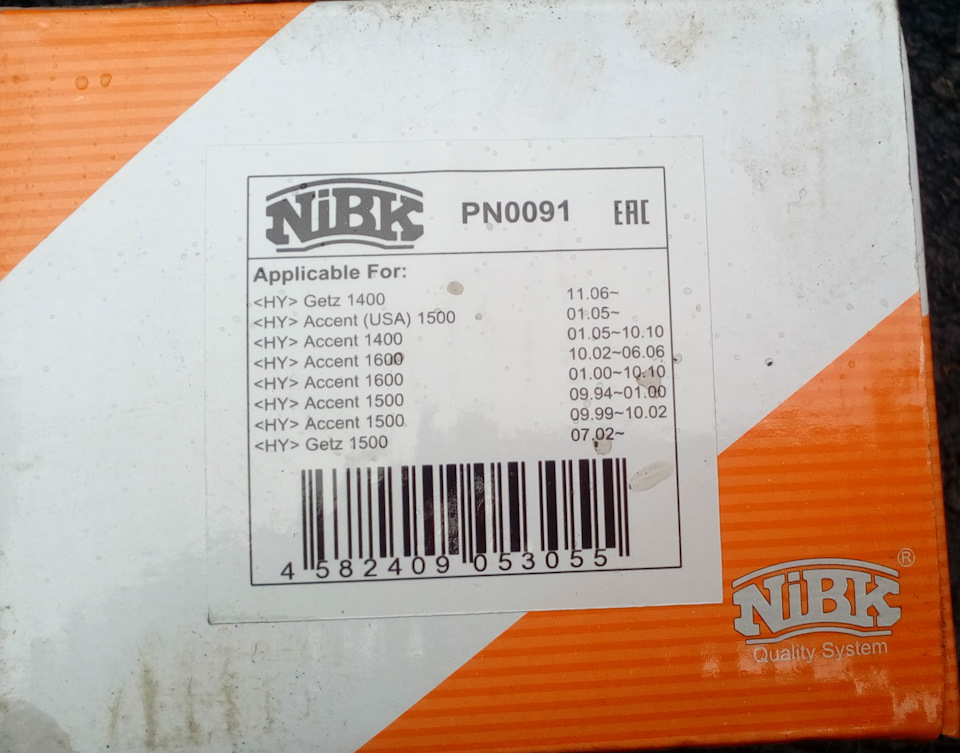 NiBK PN0091 EAC
Applicable For:
<HY> Getz 1400 11.06~
<HY> Accent (USA) 1500 01.05~
<HY> Accent 1400 01.05~10.10
<HY> Accent 1600 10.02~06.06
<HY> Accent 1600 01.00~10.10
<HY> Accent 1500 09.94~01.00
<HY> Accent 1500 09.99~10.02
<HY> Getz 1500 07.02~
4 582409 053055
NiBK ®
Quality System